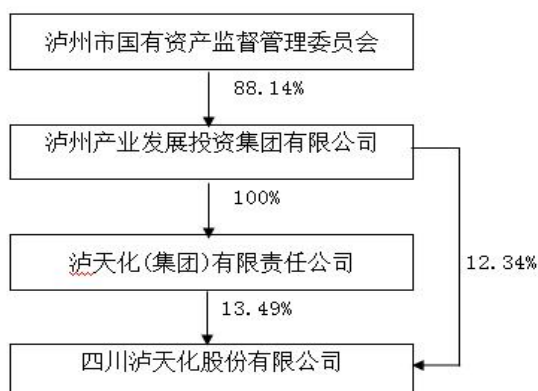 泸州市国有资产监督管理委员会
88.14%
泸州产业发展投资集团有限公司
100%
泸天化(集团)有限责任公司
12.34%
13.49%
四川泸天化股份有限公司